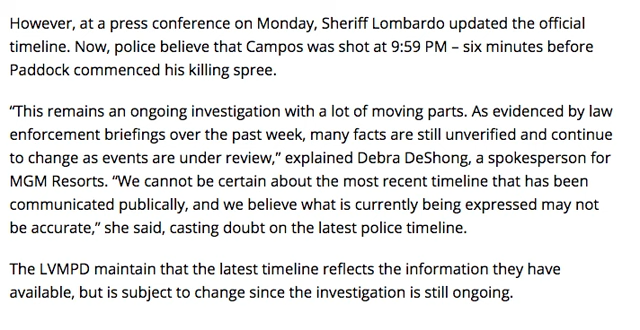 However, at a press conference on Monday, Sheriff Lombardo updated the official
timeline. Now, police believe that Campos was shot at 9:59 PM – six minutes before
Paddock commenced his killing spree.
“This remains an ongoing investigation with a lot of moving parts. As evidenced by law
enforcement briefings over the past week, many facts are still unverified and continue
to change as events are under review,” explained Debra DeShong, a spokesperson for
MGM Resorts. “We cannot be certain about the most recent timeline that has been
communicated publically, and we believe what is currently being expressed may not
be accurate,” she said, casting doubt on the latest police timeline.
The LVMPD maintain that the latest timeline reflects the information they have
available, but is subject to change since the investigation is still ongoing.